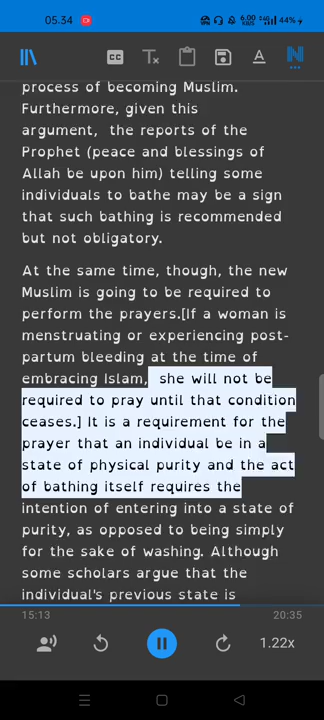 05.34
6.00
KB/S
44%
CC
process of becoming Muslim.
Furthermore, given this
argument,  the reports of the
Prophet (peace and blessings of
Allah be upon him) telling some
individuals to bathe may be a sign
that such bathing is recommended
but not obligatory.
At the same time, though, the new
Muslim is going to be required to
perform the prayers.[If a woman is
menstruating or experiencing post-
partum bleeding at the time of
embracing Islam,  she will not be
required to pray until that condition
ceases.] It is a requirement for the
prayer that an individual be in a
state of physical purity and the act
of bathing itself requires the
intention of entering into a state of
purity, as opposed to being simply
for the sake of washing. Although
some scholars argue that the
individual's previous state is
15:13 20:35
1.22x